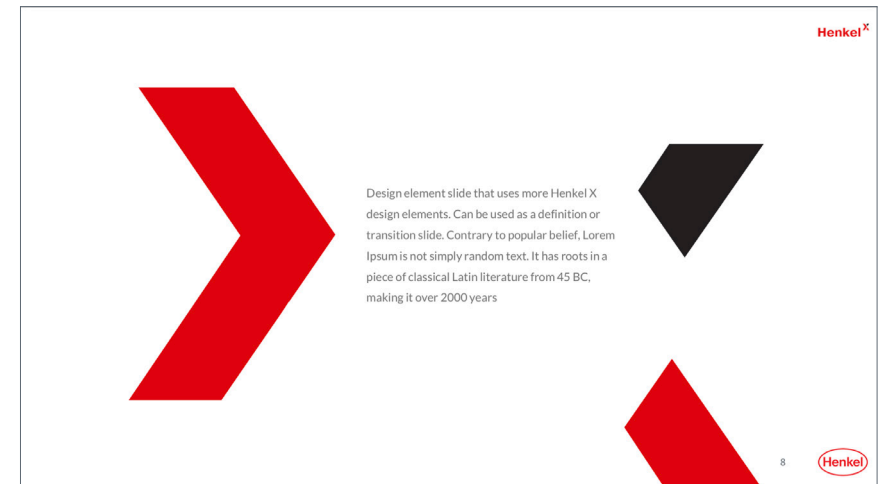 Henkel X
Design element slide that uses more Henkel X
design elements. Can be used as a definition or
transition slide. Contrary to popular belief, Lorem
Ipsum is not simply random text. It has roots in a
piece of classical Latin literature from 45 BC,
making it over 2000 years
8
Henkel